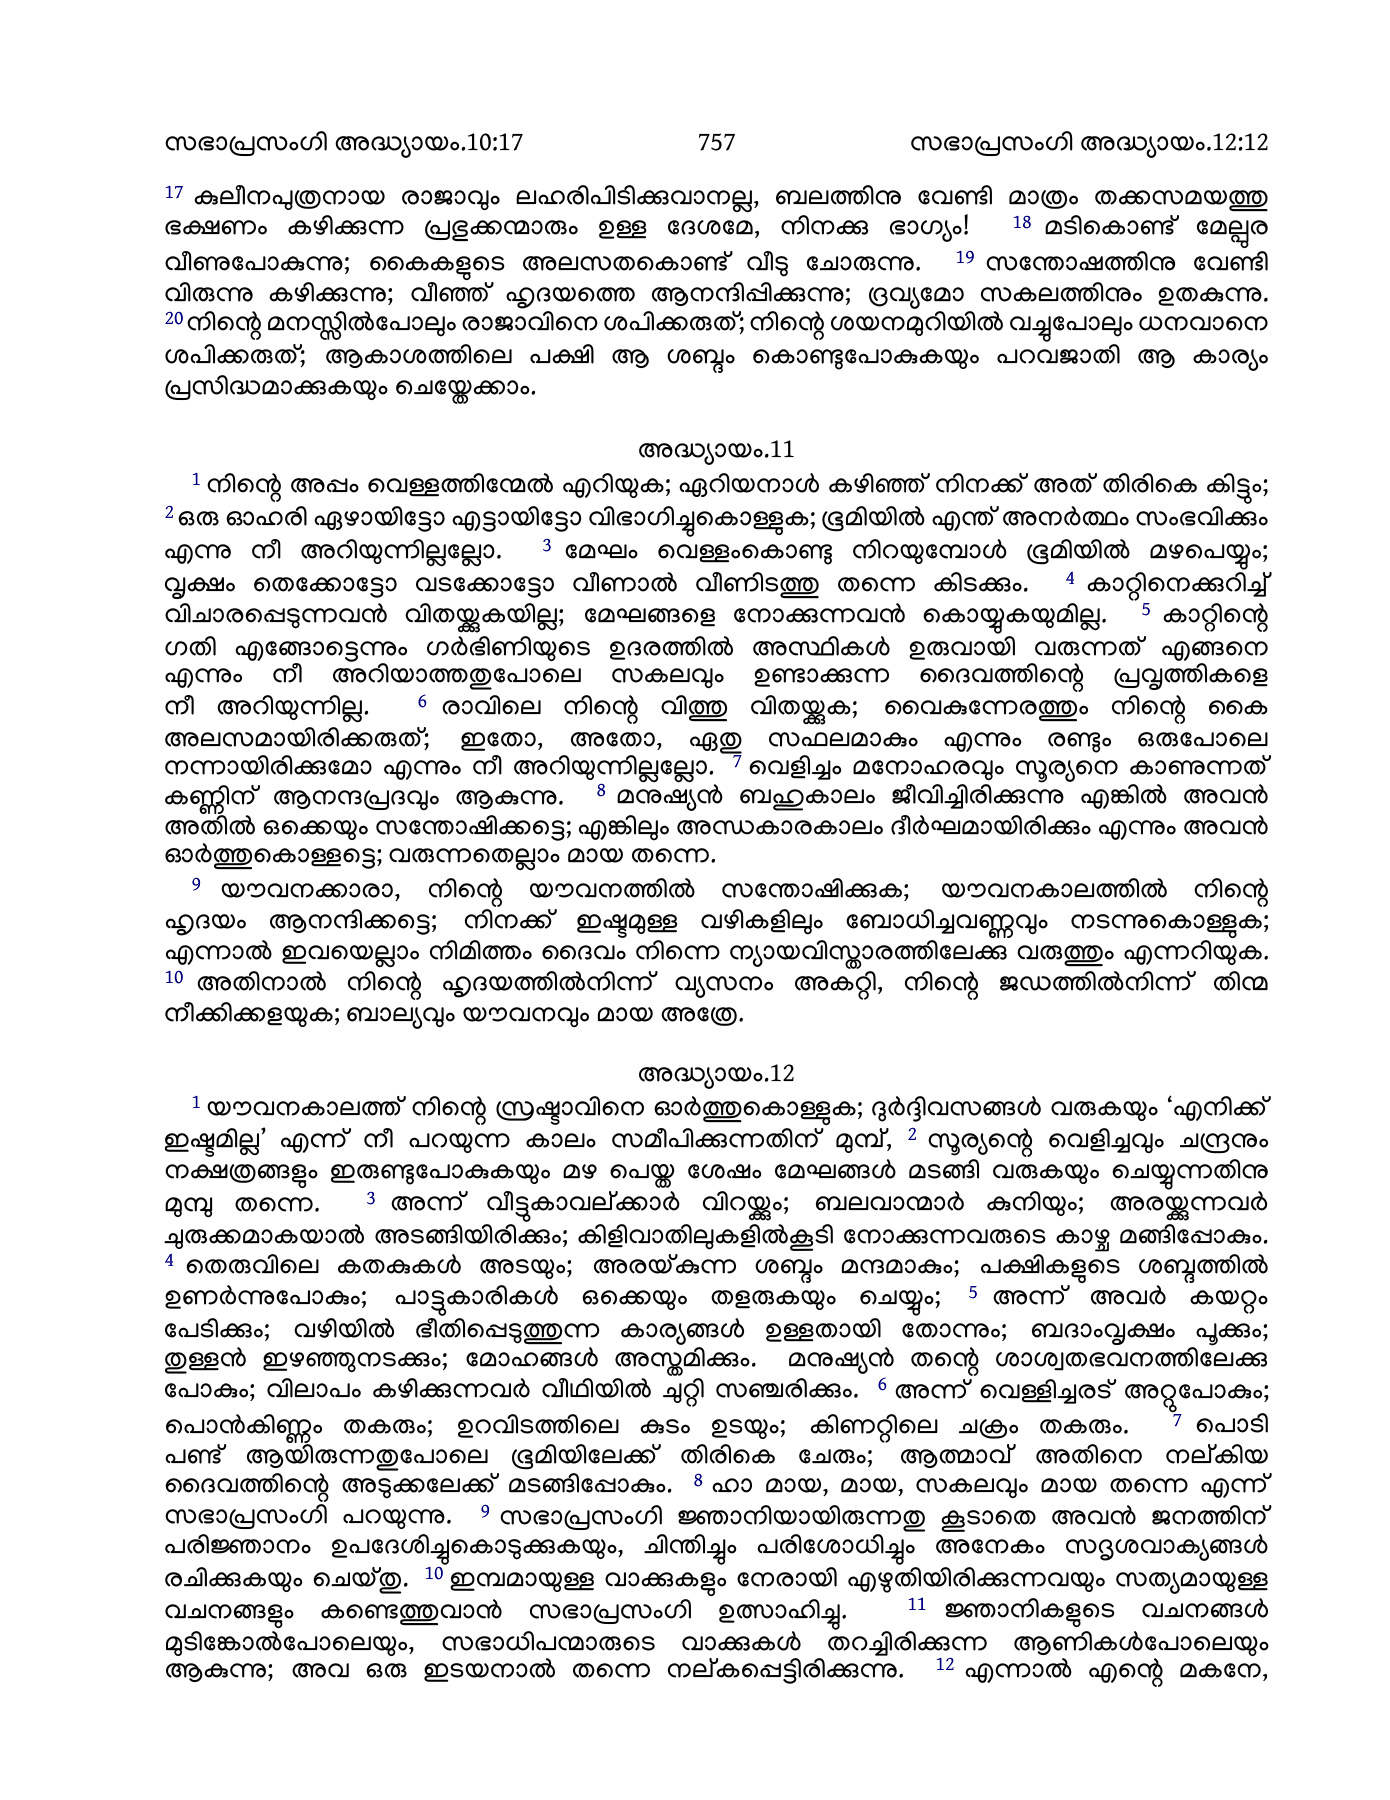 സഭാപ്രസംഗി അദ്ധ്യായം.10:17 757 സഭാപ്രസംഗി അദ്ധ്യായം.12:12
17 കുലീനപുത്രനായ രാജാവും ലഹരിപിടിക്കുവാനല്ല, ബലത്തിനു വേണ്ടി മാത്രം തക്കസമയത്തു
ഭക്ഷണം കഴിക്കുന്ന പ്രഭുക്കന്മാരും ഉള്ള ദേശമേ, നിനക്കു ഭാഗ്യം! 18 മടികൊണ്ട് മേല്പുര
വീണുപോകുന്നു; കൈകളുടെ അലസതകൊണ്ട് വീടു ചോരുന്നു. 19 സന്തോഷത്തിനു വേണ്ടി
വിരുന്നു കഴിക്കുന്നു; വീഞ്ഞ് ഹൃദയത്തെ ആനന്ദിപ്പിക്കുന്നു; ദ്രവ്യമോ സകലത്തിനും ഉതകുന്നു.
20 നിന്റെ മനസ്സിൽപോലും രാജാവിനെ ശപിക്കരുത്; നിന്റെ ശയനമുറിയിൽ വച്ചുപോലും ധനവാനെ
ശപിക്കരുത്; ആകാശത്തിലെ പക്ഷി ആ ശബ്ദം കൊണ്ടുപോകുകയും പറവജാതി ആ കാര്യം
പ്രസിദ്ധമാക്കുകയും ചെയ്തേക്കാം.
അദ്ധ്യായം.11
1 നിന്റെ അപ്പം വെള്ളത്തിന്മേൽ എറിയുക; ഏറിയനാൾ കഴിഞ്ഞ് നിനക്ക് അത് തിരികെ കിട്ടും;
2 ഒരു ഓഹരി ഏഴായിട്ടോ എട്ടായിട്ടോ വിഭാഗിച്ചുകൊള്ളുക; ഭൂമിയിൽ എന്ത് അനർത്ഥം സംഭവിക്കും
എന്നു നീ അറിയുന്നില്ലല്ലോ. 3 മേഘം വെള്ളംകൊണ്ടു നിറയുമ്പോൾ ഭൂമിയിൽ മഴപെയ്യും;
വൃക്ഷം തെക്കോട്ടോ വടക്കോട്ടോ വീണാൽ വീണിടത്തു തന്നെ കിടക്കും. 4 കാറ്റിനെക്കുറിച്ച്
വിചാരപ്പെടുന്നവൻ വിതയ്ക്കുകയില്ല; മേഘങ്ങളെ നോക്കുന്നവൻ കൊയ്യുകയുമില്ല. 5 കാറ്റിന്റെ
ഗതി എങ്ങോട്ടെന്നും ഗർഭിണിയുടെ ഉദരത്തിൽ അസ്ഥികൾ ഉരുവായി വരുന്നത് എങ്ങനെ
എന്നും നീ അറിയാത്തതുപോലെ സകലവും ഉണ്ടാക്കുന്ന ദൈവത്തിന്റെ പ്രവൃത്തികളെ
നീ അറിയുന്നില്ല. 6 രാവിലെ നിന്റെ വിത്തു വിതയ്ക്കുക; വൈകുന്നേരത്തും നിന്റെ കൈ
അലസമായിരിക്കരുത്; ഇതോ, അതോ, ഏതു സഫലമാകും എന്നും രണ്ടും ഒരുപോലെ
നന്നായിരിക്കുമോ എന്നും നീ അറിയുന്നില്ലല്ലോ. 7 വെളിച്ചം മനോഹരവും സൂര്യനെ കാണുന്നത്
കണ്ണിന് ആനന്ദപ്രദവും ആകുന്നു. 8 മനുഷ്യൻ ബഹുകാലം ജീവിച്ചിരിക്കുന്നു എങ്കിൽ അവൻ
അതിൽ ഒക്കെയും സന്തോഷിക്കട്ടെ; എങ്കിലും അന്ധകാരകാലം ദീർഘമായിരിക്കും എന്നും അവൻ
ഓർത്തുകൊള്ളട്ടെ; വരുന്നതെല്ലാം മായ തന്നെ.
9 യൗവനക്കാരാ, നിന്റെ യൗവനത്തിൽ സന്തോഷിക്കുക; യൗവനകാലത്തിൽ നിന്റെ
ഹൃദയം ആനന്ദിക്കട്ടെ; നിനക്ക് ഇഷ്ടമുള്ള വഴികളിലും ബോധിച്ചവണ്ണവും നടന്നുകൊള്ളുക;
എന്നാൽ ഇവയെല്ലാം നിമിത്തം ദൈവം നിന്നെ ന്യായവിസ്താരത്തിലേക്കു വരുത്തും എന്നറിയുക.
10 അതിനാൽ നിന്റെ ഹൃദയത്തിൽനിന്ന് വ്യസനം അകറ്റി, നിന്റെ ജഡത്തിൽനിന്ന് തിന്മ
നീക്കിക്കളയുക; ബാല്യവും യൗവനവും മായ അത്രേ.
അദ്ധ്യായം.12
1 യൗവനകാലത്ത് നിന്റെ സ്രഷ്ടാവിനെ ഓർത്തുകൊള്ളുക; ദുർദ്ദിവസങ്ങൾ വരുകയും ‘എനിക്ക്
ഇഷ്ടമില്ല’ എന്ന് നീ പറയുന്ന കാലം സമീപിക്കുന്നതിന് മുമ്പ്, 2 സൂര്യന്റെ വെളിച്ചവും ചന്ദ്രനും
നക്ഷത്രങ്ങളും ഇരുണ്ടുപോകുകയും മഴ പെയ്ത ശേഷം മേഘങ്ങൾ മടങ്ങി വരുകയും ചെയ്യുന്നതിനു
മുമ്പു തന്നെ. 3 അന്ന് വീട്ടുകാവല്ക്കാർ വിറയ്ക്കും; ബലവാന്മാർ കുനിയും; അരയ്ക്കുന്നവർ
ചുരുക്കമാകയാൽ അടങ്ങിയിരിക്കും; കിളിവാതിലുകളിൽകൂടി നോക്കുന്നവരുടെ കാഴ്ച മങ്ങിപ്പോകും.
4 തെരുവിലെ കതകുകൾ അടയും; അരയ്കുന്ന ശബ്ദം മന്ദമാകും; പക്ഷികളുടെ ശബ്ദത്തിൽ
ഉണർന്നുപോകും; പാട്ടുകാരികൾ ഒക്കെയും തളരുകയും ചെയ്യും; 5 അന്ന് അവർ കയറ്റം
പേടിക്കും; വഴിയിൽ ഭീതിപ്പെടുത്തുന്ന കാര്യങ്ങൾ ഉള്ളതായി തോന്നും; ബദാംവൃക്ഷം പൂക്കും;
തുള്ളൻ ഇഴഞ്ഞുനടക്കും; മോഹങ്ങൾ അസ്തമിക്കും. മനുഷ്യൻ തന്റെ ശാശ്വതഭവനത്തിലേക്കു
പോകും; വിലാപം കഴിക്കുന്നവർ വീഥിയിൽ ചുറ്റി സഞ്ചരിക്കും. 6 അന്ന് വെള്ളിച്ചരട് അറ്റുപോകും;
പൊൻകിണ്ണം തകരും; ഉറവിടത്തിലെ കുടം ഉടയും; കിണറ്റിലെ ചക്രം തകരും. 7 പൊടി
പണ്ട് ആയിരുന്നതുപോലെ ഭൂമിയിലേക്ക് തിരികെ ചേരും; ആത്മാവ് അതിനെ നല്കിയ
ദൈവത്തിന്റെ അടുക്കലേക്ക് മടങ്ങിപ്പോകും. 8 ഹാ മായ, മായ, സകലവും മായ തന്നെ എന്ന്
സഭാപ്രസംഗി പറയുന്നു. 9 സഭാപ്രസംഗി ജ്ഞാനിയായിരുന്നതു കൂടാതെ അവൻ ജനത്തിന്
പരിജ്ഞാനം ഉപദേശിച്ചുകൊടുക്കുകയും, ചിന്തിച്ചും പരിശോധിച്ചും അനേകം സദൃശവാക്യങ്ങൾ
രചിക്കുകയും ചെയ്തു. 10 ഇമ്പമായുള്ള വാക്കുകളും നേരായി എഴുതിയിരിക്കുന്നവയും സത്യമായുള്ള
വചനങ്ങളും കണ്ടെത്തുവാൻ സഭാപ്രസംഗി ഉത്സാഹിച്ചു. 11 ജ്ഞാനികളുടെ വചനങ്ങൾ
മുടിങ്കോൽപോലെയും, സഭാധിപന്മാരുടെ വാക്കുകൾ തറച്ചിരിക്കുന്ന ആണികൾപോലെയും
ആകുന്നു; അവ ഒരു ഇടയനാൽ തന്നെ നല്കപ്പെട്ടിരിക്കുന്നു. 12 എന്നാൽ എന്റെ മകനേ,